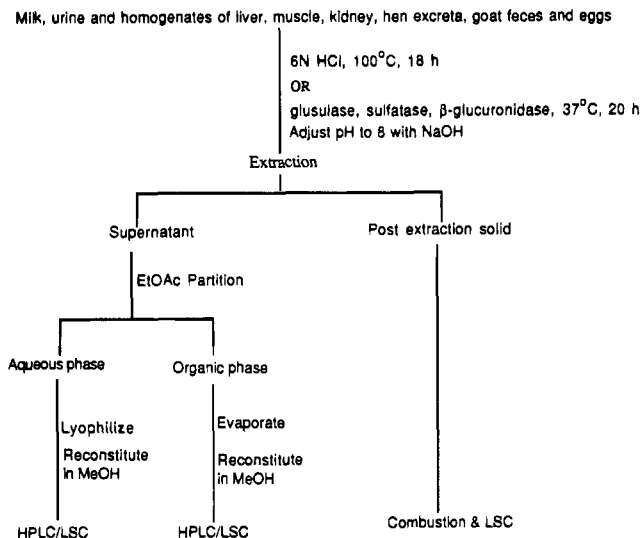 Milk, urine and homogenates of liver, muscle, kidney, hen excreta, goat feces and eggs
6N HCl, 100°C, 18 h
OR
glusulase, sulfatase, β-glucuronidase, 37°C, 20 h
Adjust pH to 8 with NaOH
Extraction
Supernatant
Post extraction solid
EtOAc Partition
Aqueous phase
Organic phase
Lyophilize
Evaporate
Reconstitute
in MeOH
Reconstitute
in MeOH
HPLC/LSC
HPLC/LSC
Combustion & LSC